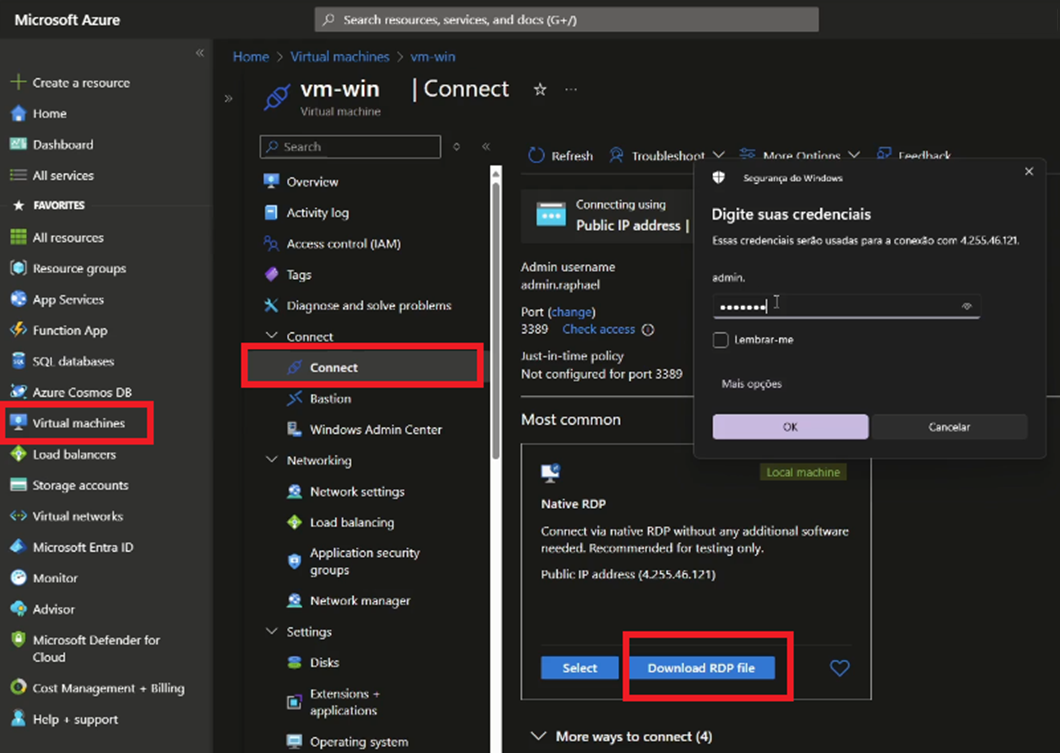 Microsoft Azure
Search resources, services, and docs (G+/)
Create a resource
Home
Dashboard
All services
FAVORITES
All resources
Resource groups
App Services
Function App
SQL databases
Azure Cosmos DB
Virtual machines
Load balancers
Storage accounts
Virtual networks
Microsoft Entra ID
Monitor
Advisor
Microsoft Defender for
Cloud
Cost Management + Billing
Help + support
Home > Virtual machines > vm-win
vm-win | Connect
Virtual machine
Search
Overview
Activity log
Access control (IAM)
Tags
Diagnose and solve problems
Connect
Connect
Bastion
Windows Admin Center
Networking
Network settings
Load balancing
Application security
groups
Network manager
Settings
Disks
Extensions +
applications
Operating system
Refresh Troubleshoot More Options Feedback
Connecting using
Public IP address |
Admin username
admin.raphael
Port (change)
3389 Check access
Just-in-time policy
Not configured for port 3389
Most common
Local machine
Native RDP
Connect via native RDP without any additional software
needed. Recommended for testing only.
Public IP address (4.255.46.121)
Select Download RDP file
More ways to connect (4)
Segurança do Windows
Digite suas credenciais
Essas credenciais serão usadas para a conexão com 4.255.46.121.
admin.
Lembrar-me
Mais opções
OK Cancelar